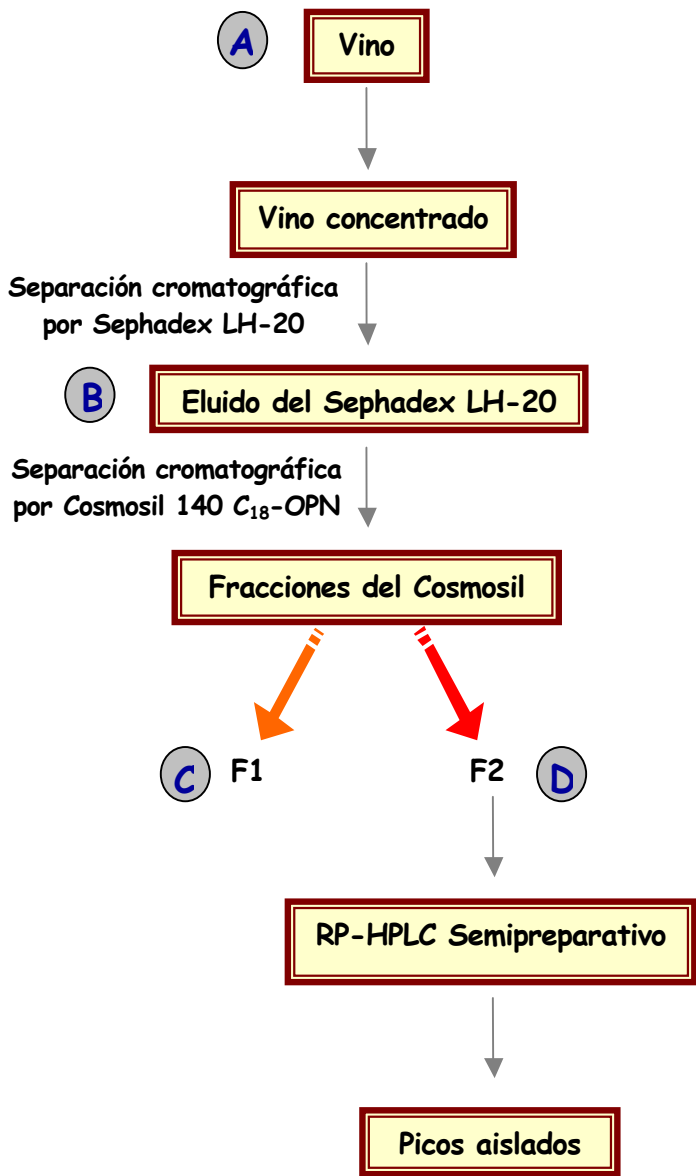 A
Vino
Vino concentrado
Separación cromatográfica
por Sephadex LH-20
B
Eluido del Sephadex LH-20
Separación cromatográfica
por Cosmosil 140 C₁₈-OPN
Fracciones del Cosmosil
C F1 F2 D
RP-HPLC Semipreparativo
Picos aislados